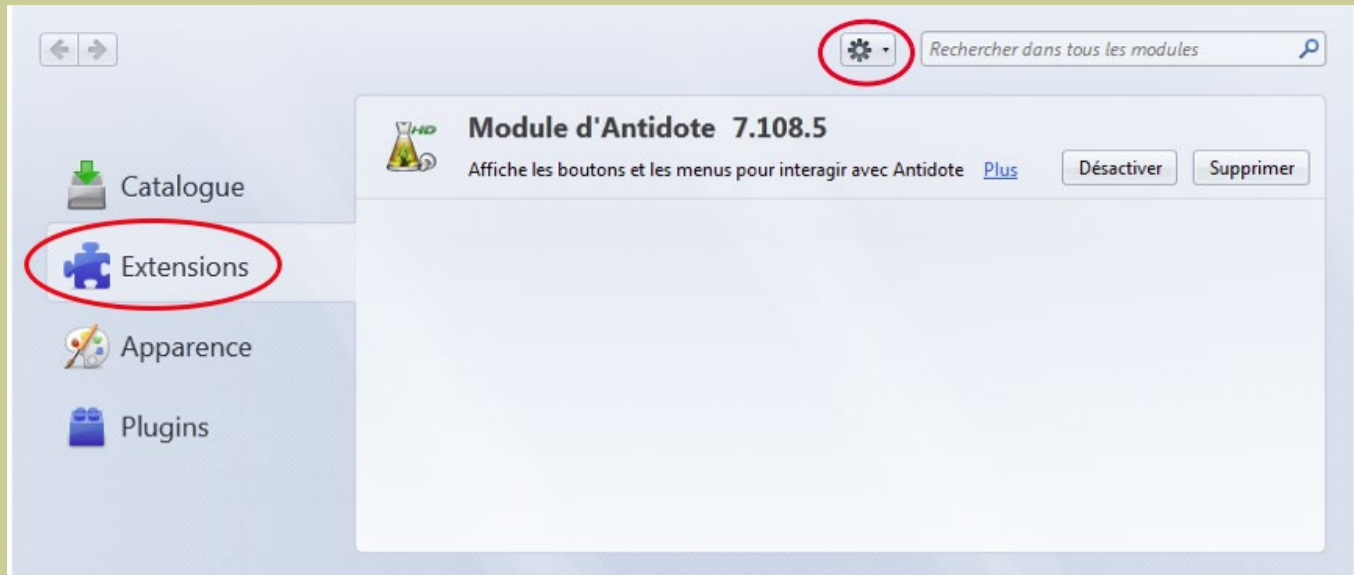 Rechercher dans tous les modules
HD
Module d'Antidote 7.108.5
Affiche les boutons et les menus pour interagir avec Antidote Plus Désactiver Supprimer
Catalogue
Extensions
Apparence
Plugins